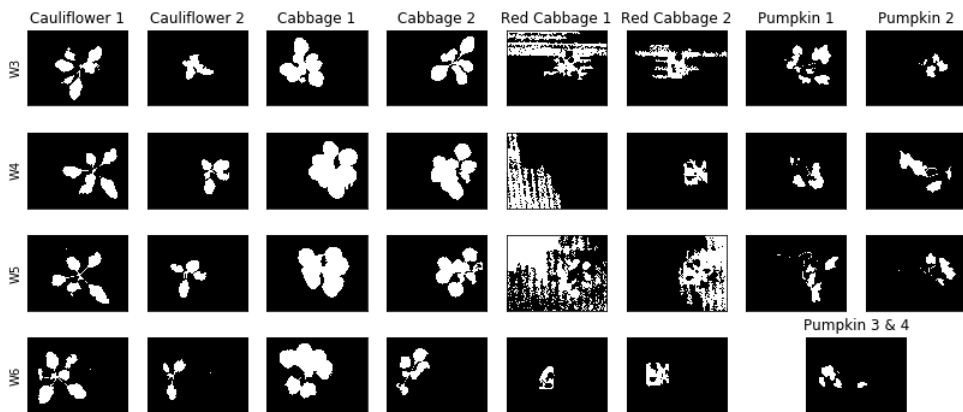 Cauliflower 1 Cauliflower 2 Cabbage 1 Cabbage 2 Red Cabbage 1 Red Cabbage 2 Pumpkin 1 Pumpkin 2
W3
W4
W5
Pumpkin 3 & 4
W6